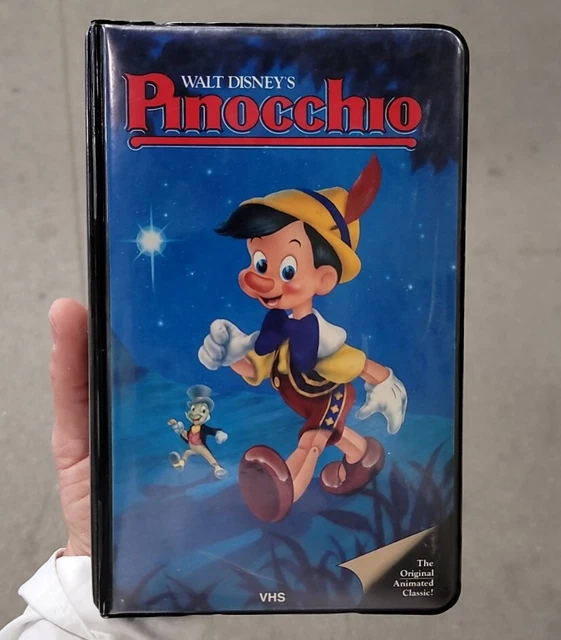 WALT DISNEY'S
Pinocchio
The
Original
Animated
Classic!
VHS